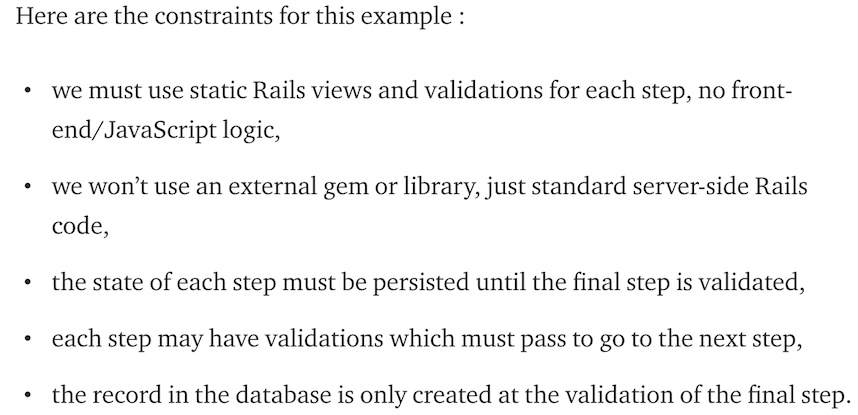 Here are the constraints for this example :
• we must use static Rails views and validations for each step, no front-
end/JavaScript logic,
• we won’t use an external gem or library, just standard server-side Rails
code,
• the state of each step must be persisted until the final step is validated,
• each step may have validations which must pass to go to the next step,
• the record in the database is only created at the validation of the final step.